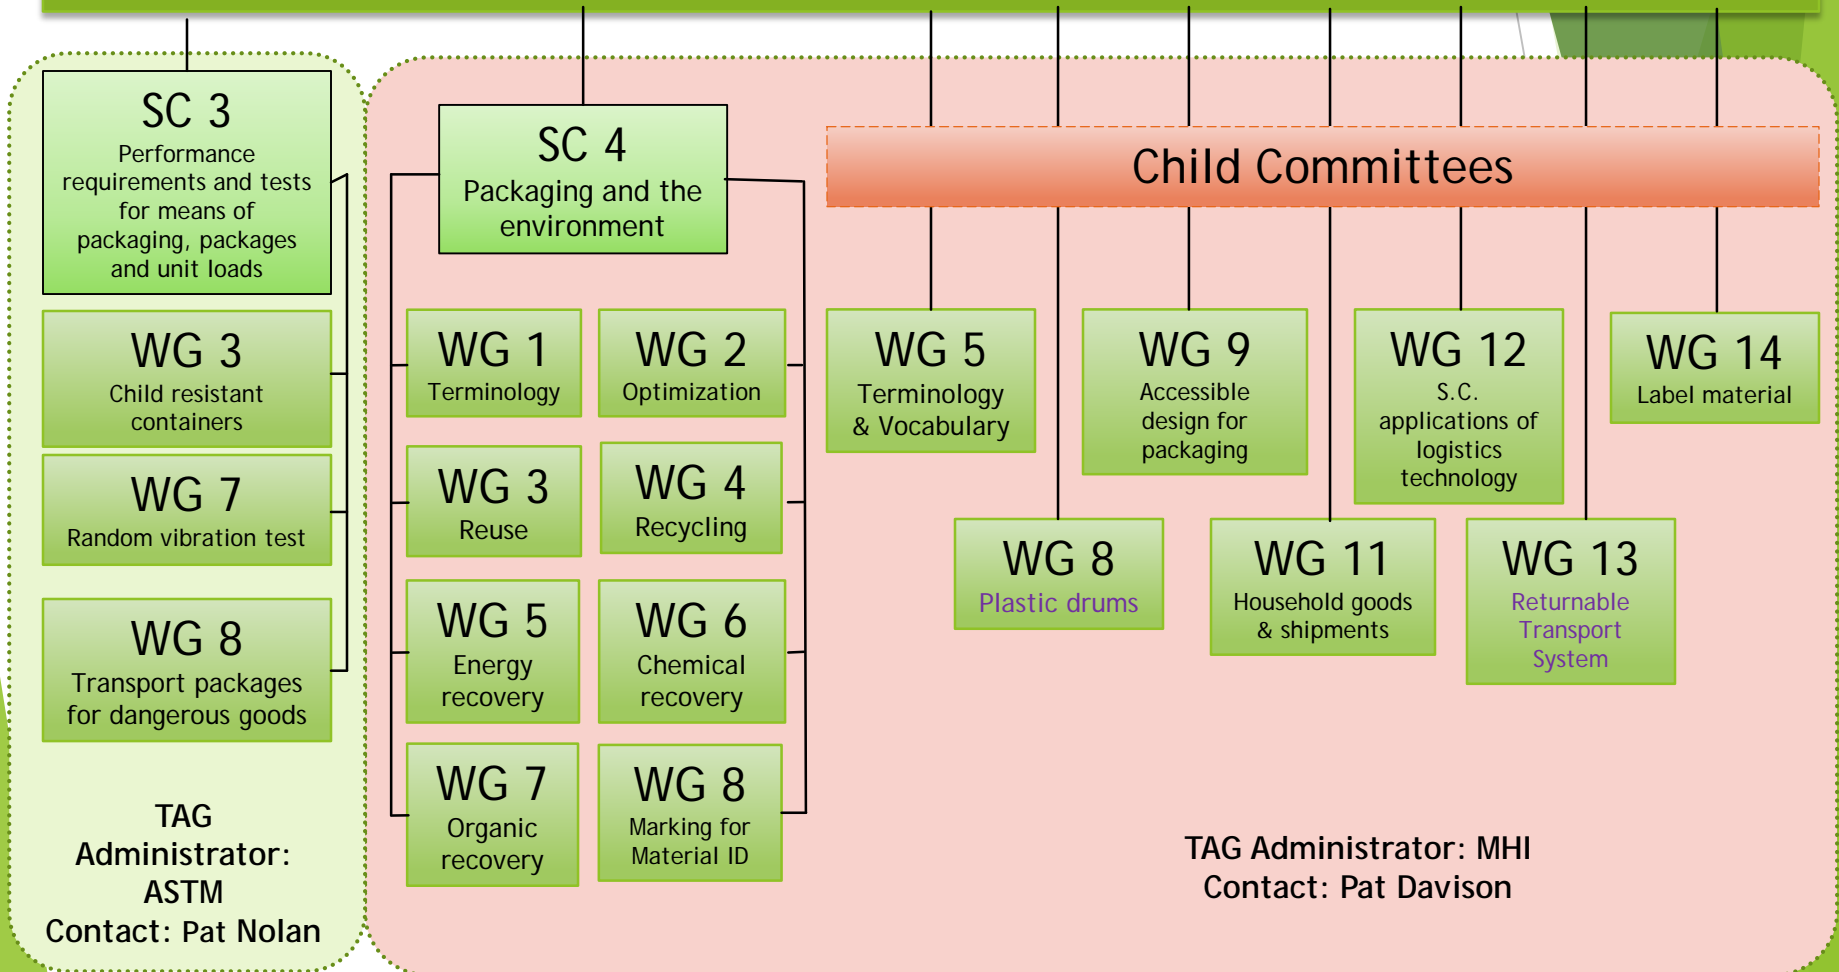 SC 3
Performance
requirements and tests
for means of
packaging, packages
and unit loads
WG 3
Child resistant
containers
WG 7
Random vibration test
WG 8
Transport packages
for dangerous goods
TAG
Administrator:
ASTM
Contact: Pat Nolan
SC 4
Packaging and the
environment
WG 1
Terminology
WG 2
Optimization
WG 3
Reuse
WG 4
Recycling
WG 5
Energy
recovery
WG 6
Chemical
recovery
WG 7
Organic
recovery
WG 8
Marking for
Material ID
Child Committees
WG 5
Terminology
& Vocabulary
WG 9
Accessible
design for
packaging
WG 12
S.C.
applications of
logistics
technology
WG 14
Label material
WG 8
Plastic drums
WG 11
Household goods
& shipments
WG 13
Returnable
Transport
System
TAG Administrator: MHI
Contact: Pat Davison